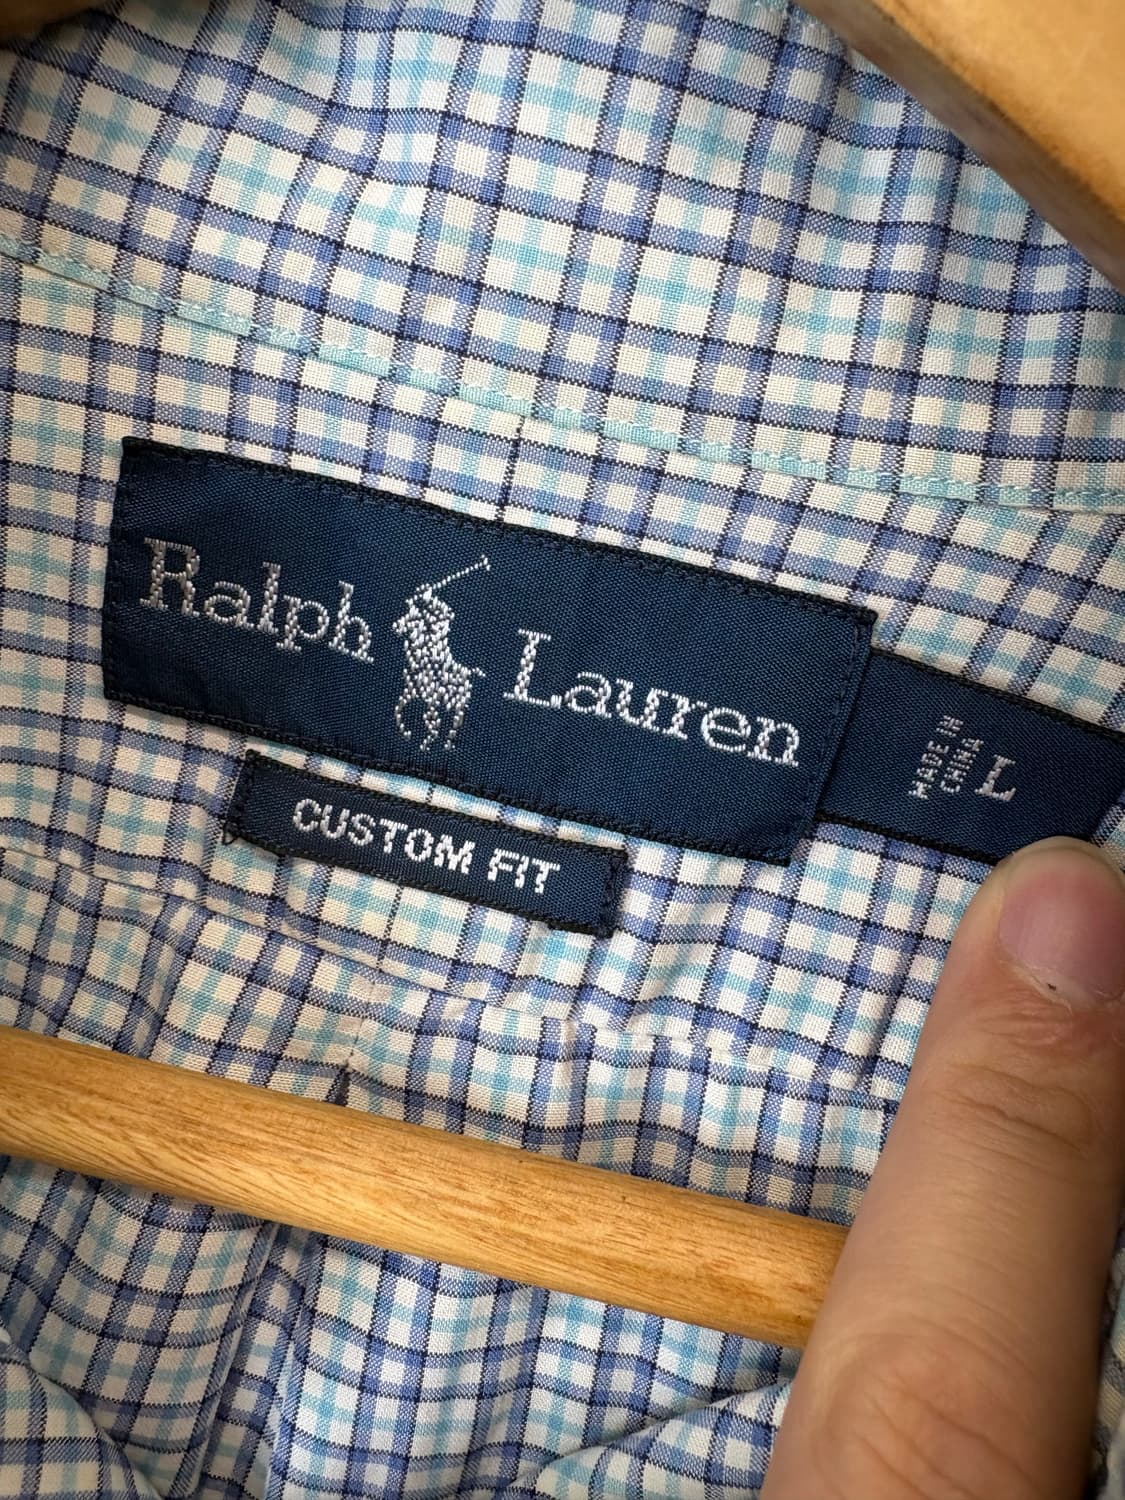 Ralph Lauren
CUSTOM FIT
MADE IN
CHINA
L